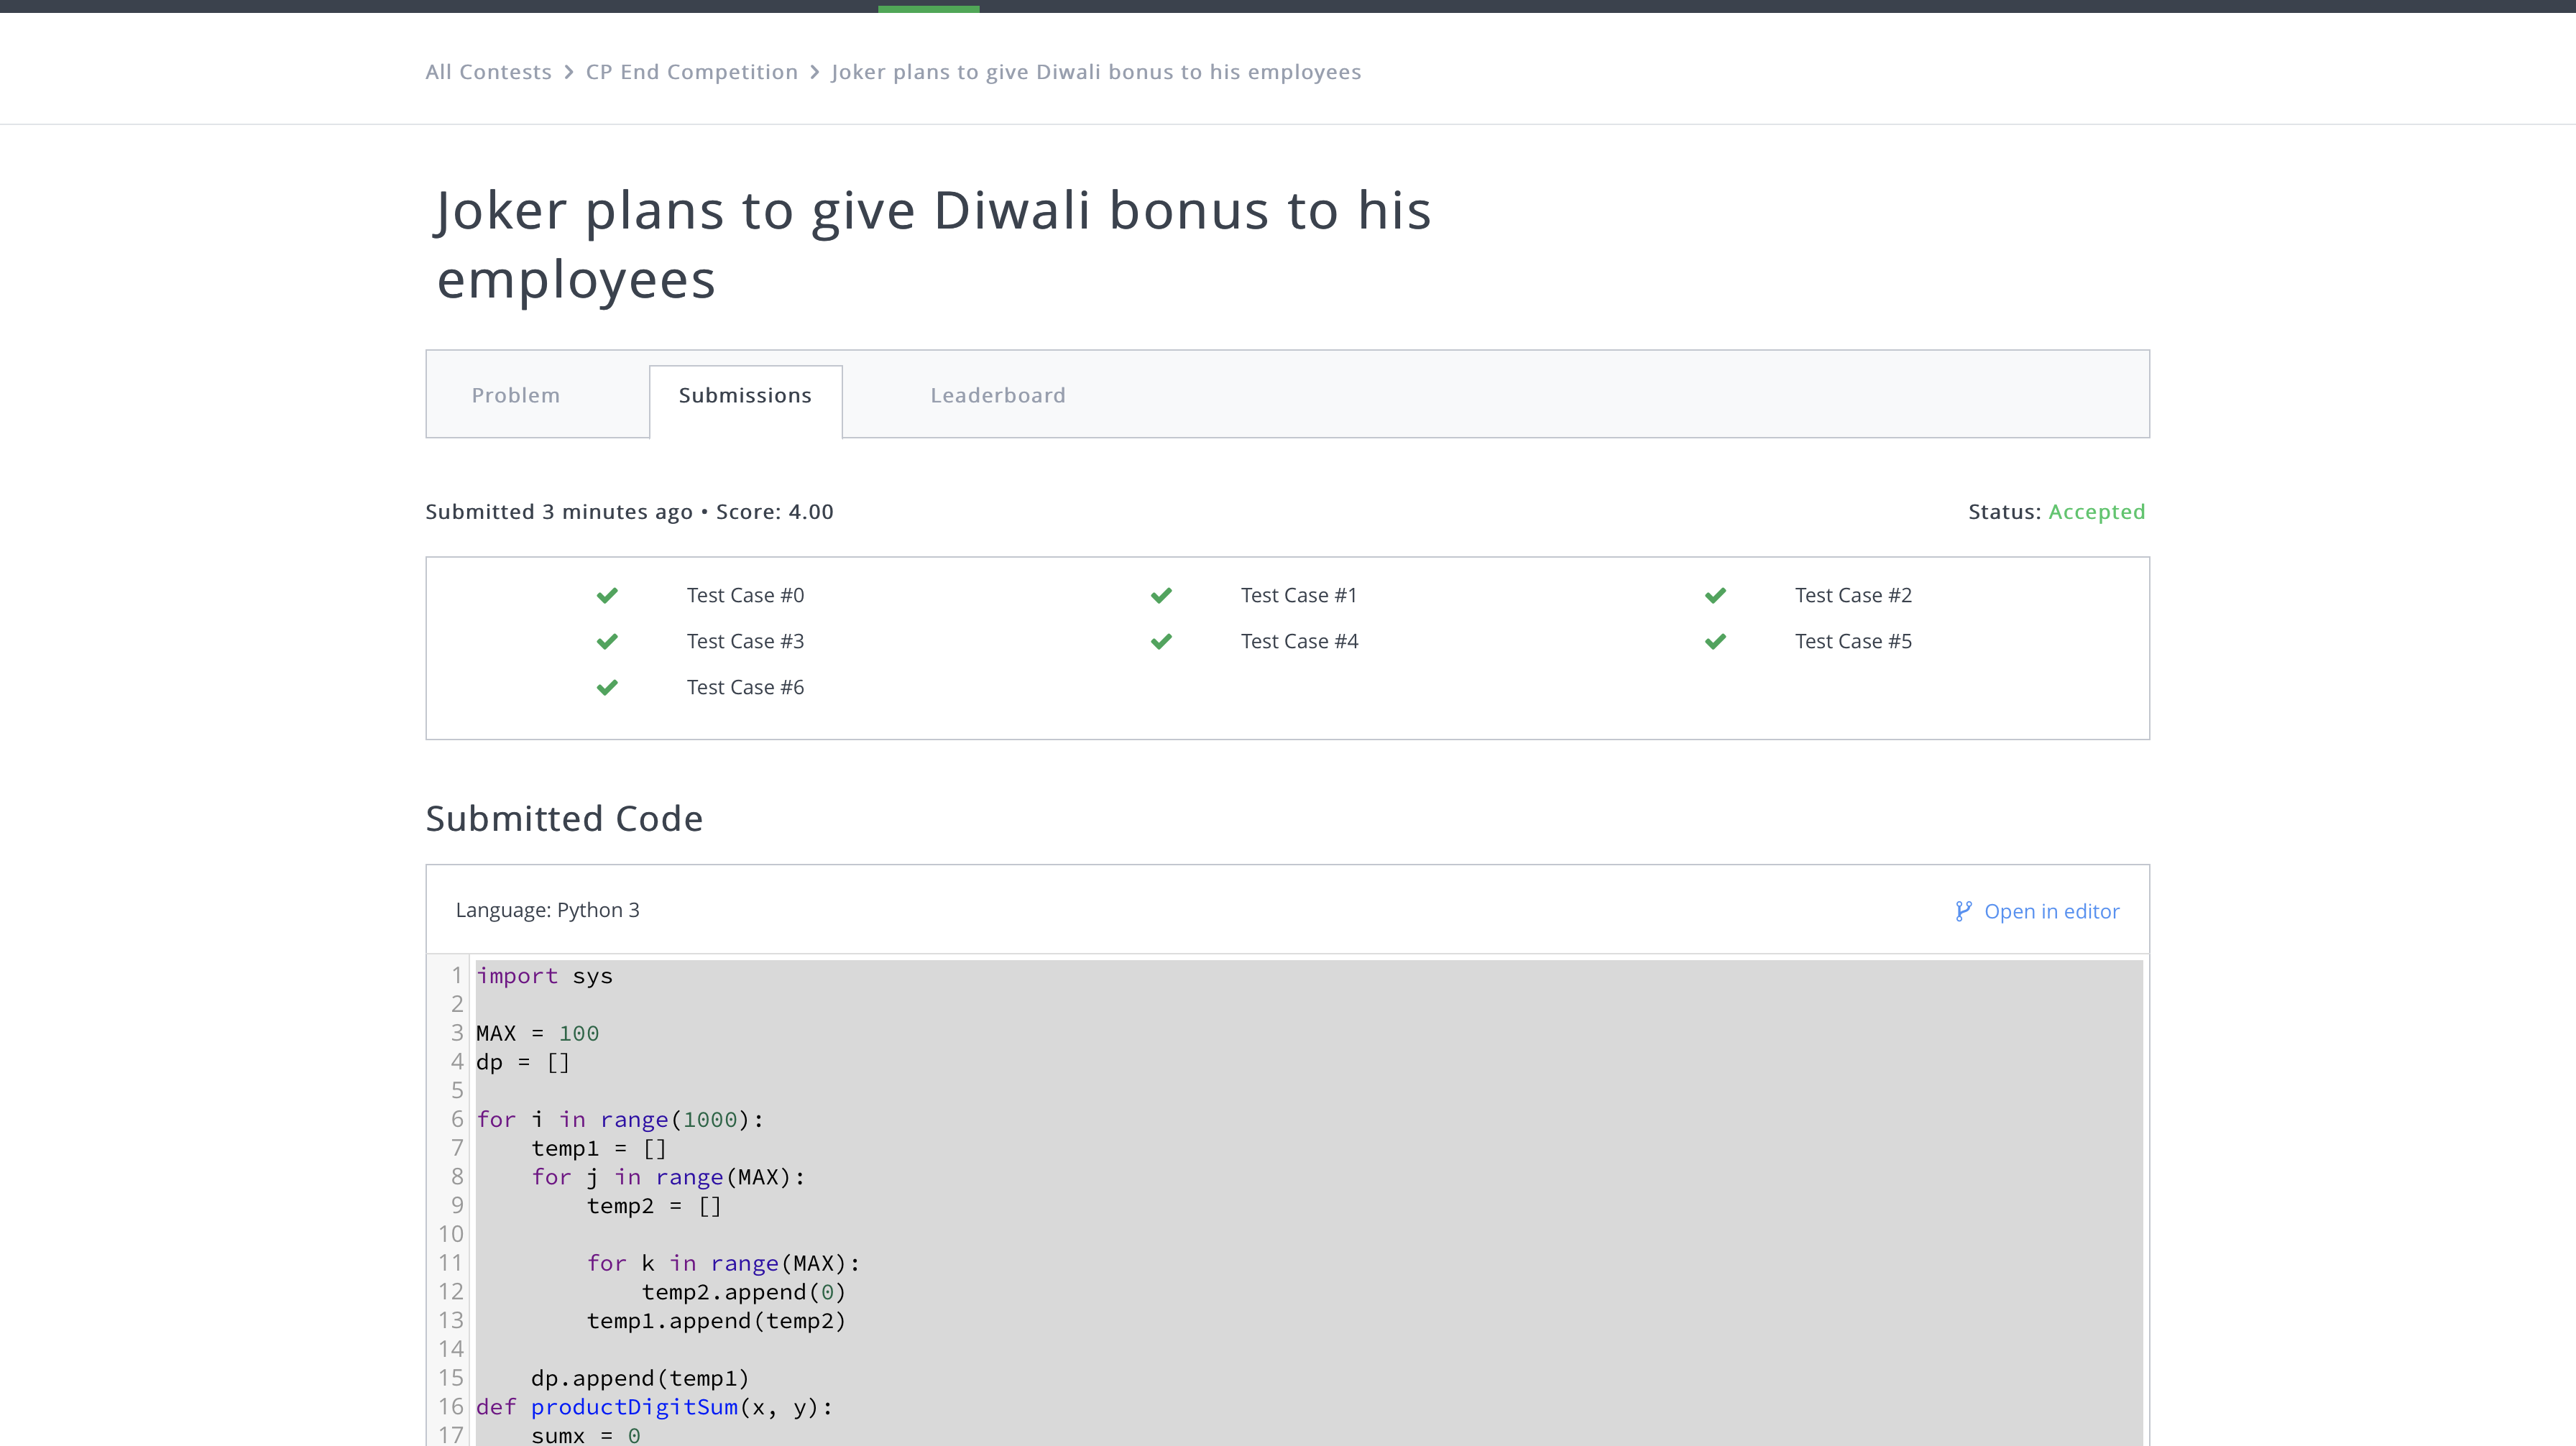 All Contests > CP End Competition > Joker plans to give Diwali bonus to his employees
Joker plans to give Diwali bonus to his
employees
Problem Submissions Leaderboard
Submitted 3 minutes ago • Score: 4.00 Status: Accepted
Test Case #0 Test Case #1 Test Case #2
Test Case #3 Test Case #4 Test Case #5
Test Case #6
Submitted Code
Language: Python 3 Open in editor
1 import sys
2
3 MAX = 100
4 dp = []
5
6 for i in range(1000):
7     temp1 = []
8     for j in range(MAX):
9         temp2 = []
10
11         for k in range(MAX):
12             temp2.append(0)
13         temp1.append(temp2)
14
15     dp.append(temp1)
16 def productDigitSum(x, y):
17     sumx = 0